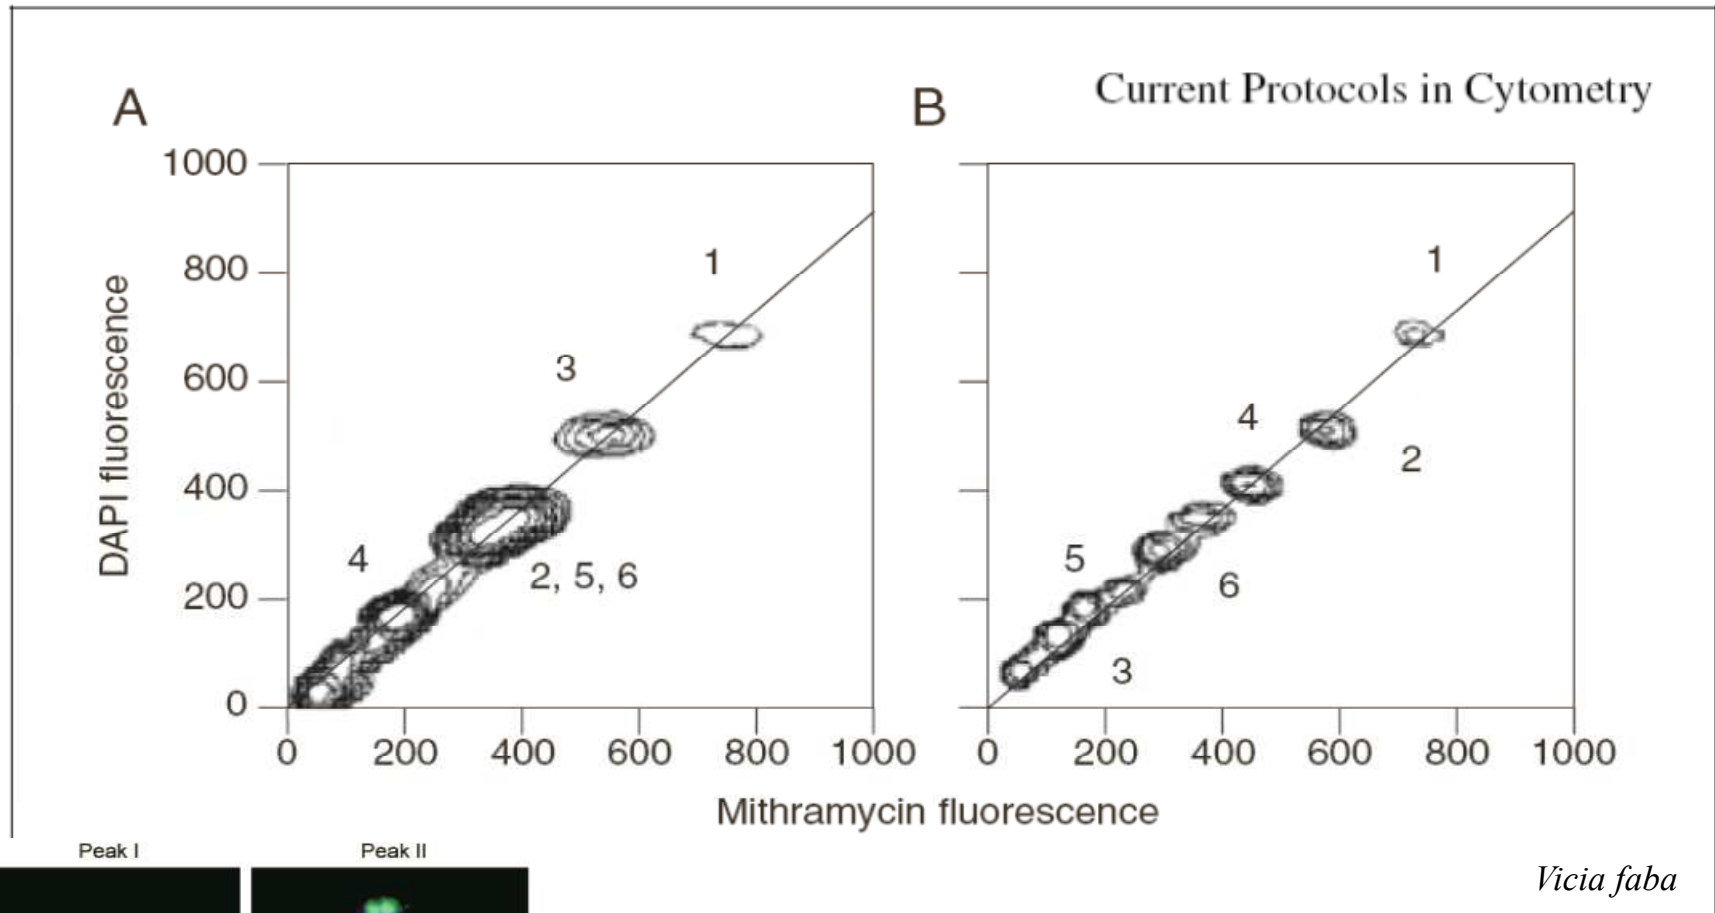 Current Protocols in Cytometry
A
B
1000
800
600
400
200
0
DAPI fluorescence
1
3
4
2, 5, 6
1
4
2
5
6
3
0 200 400 600 800 1000
0 200 400 600 800 1000
Mithramycin fluorescence
Peak I
Peak II
Vicia faba